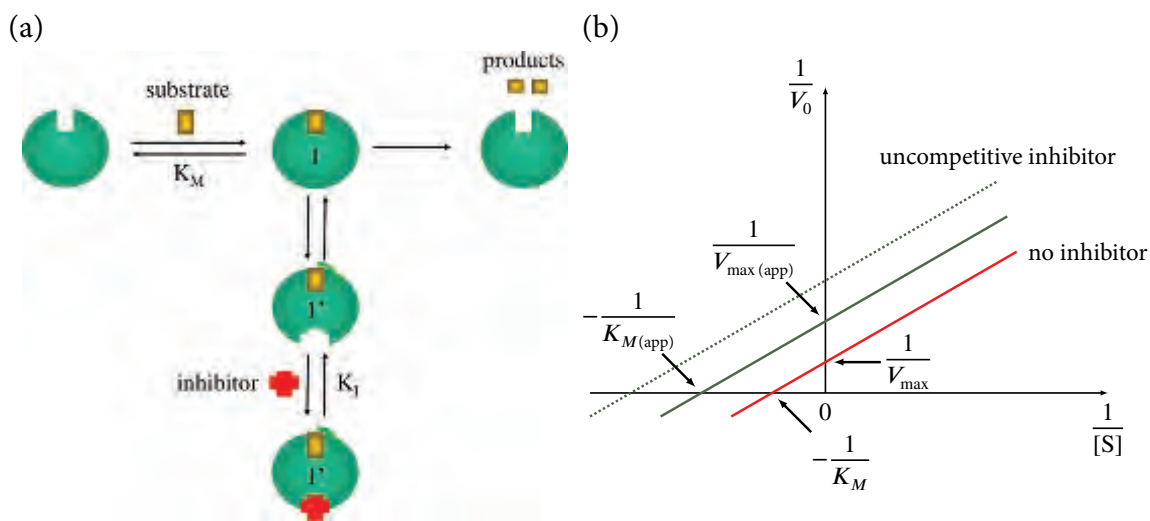 (a)
substrate
K_M
1
products
1'
inhibitor
K_I
1'
(b)
1/V_0
uncompetitive inhibitor
1/V_max (app)
no inhibitor
−1/K_M(app)
1/V_max
0
1/[S]
−1/K_M